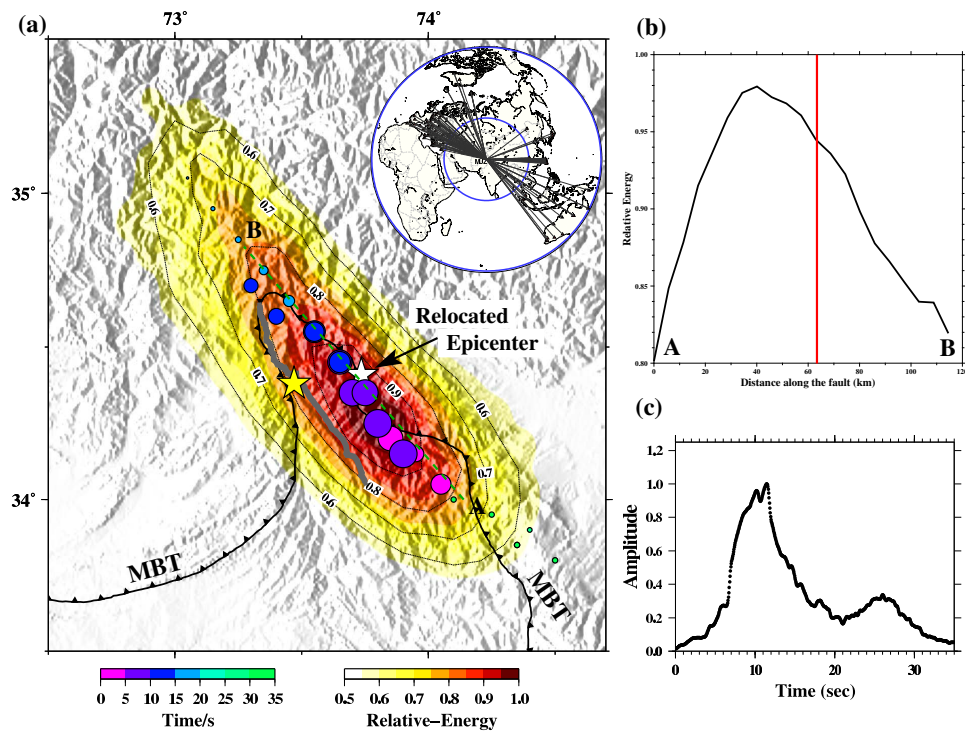 (a)
73°
74°
35°
34°
0.6
0.6
0.7
B
0.8
Relocated
Epicenter
0.9
0.7
0.6
0.7
0.8
0.6
A
MBT
MBT
0
5
10
15
20
25
30
35
Time/s
0.5
0.6
0.7
0.8
0.9
1.0
Relative−Energy
(b)
1.00
0.95
0.90
0.85
0.80
Relative Energy
A
B
0
20
40
60
80
100
Distance along the fault (km)
(c)
1.2
1.0
0.8
0.6
0.4
0.2
0.0
Amplitude
0
10
20
30
Time (sec)